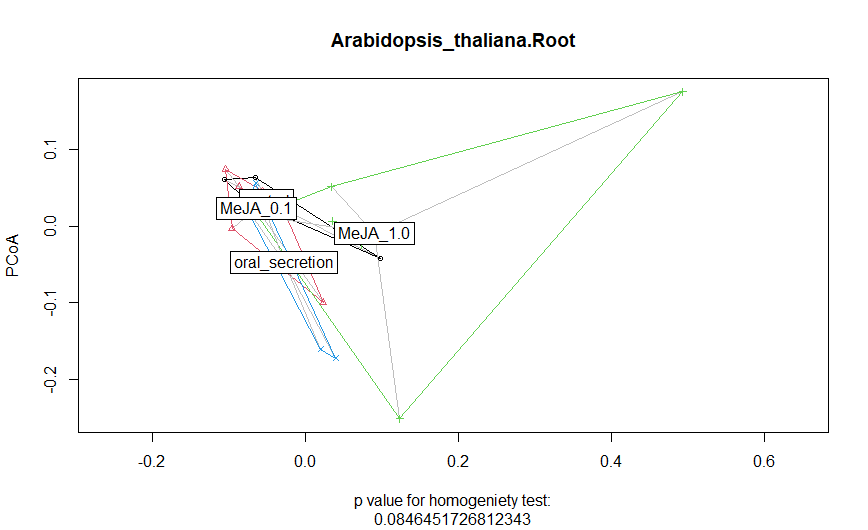 Arabidopsis_thaliana.Root
0.1
0.0
-0.1
-0.2
PCoA
MeJA_0.1
MeJA_1.0
oral_secretion
-0.2 0.0 0.2 0.4 0.6
p value for homogeniety test:
0.0846451726812343